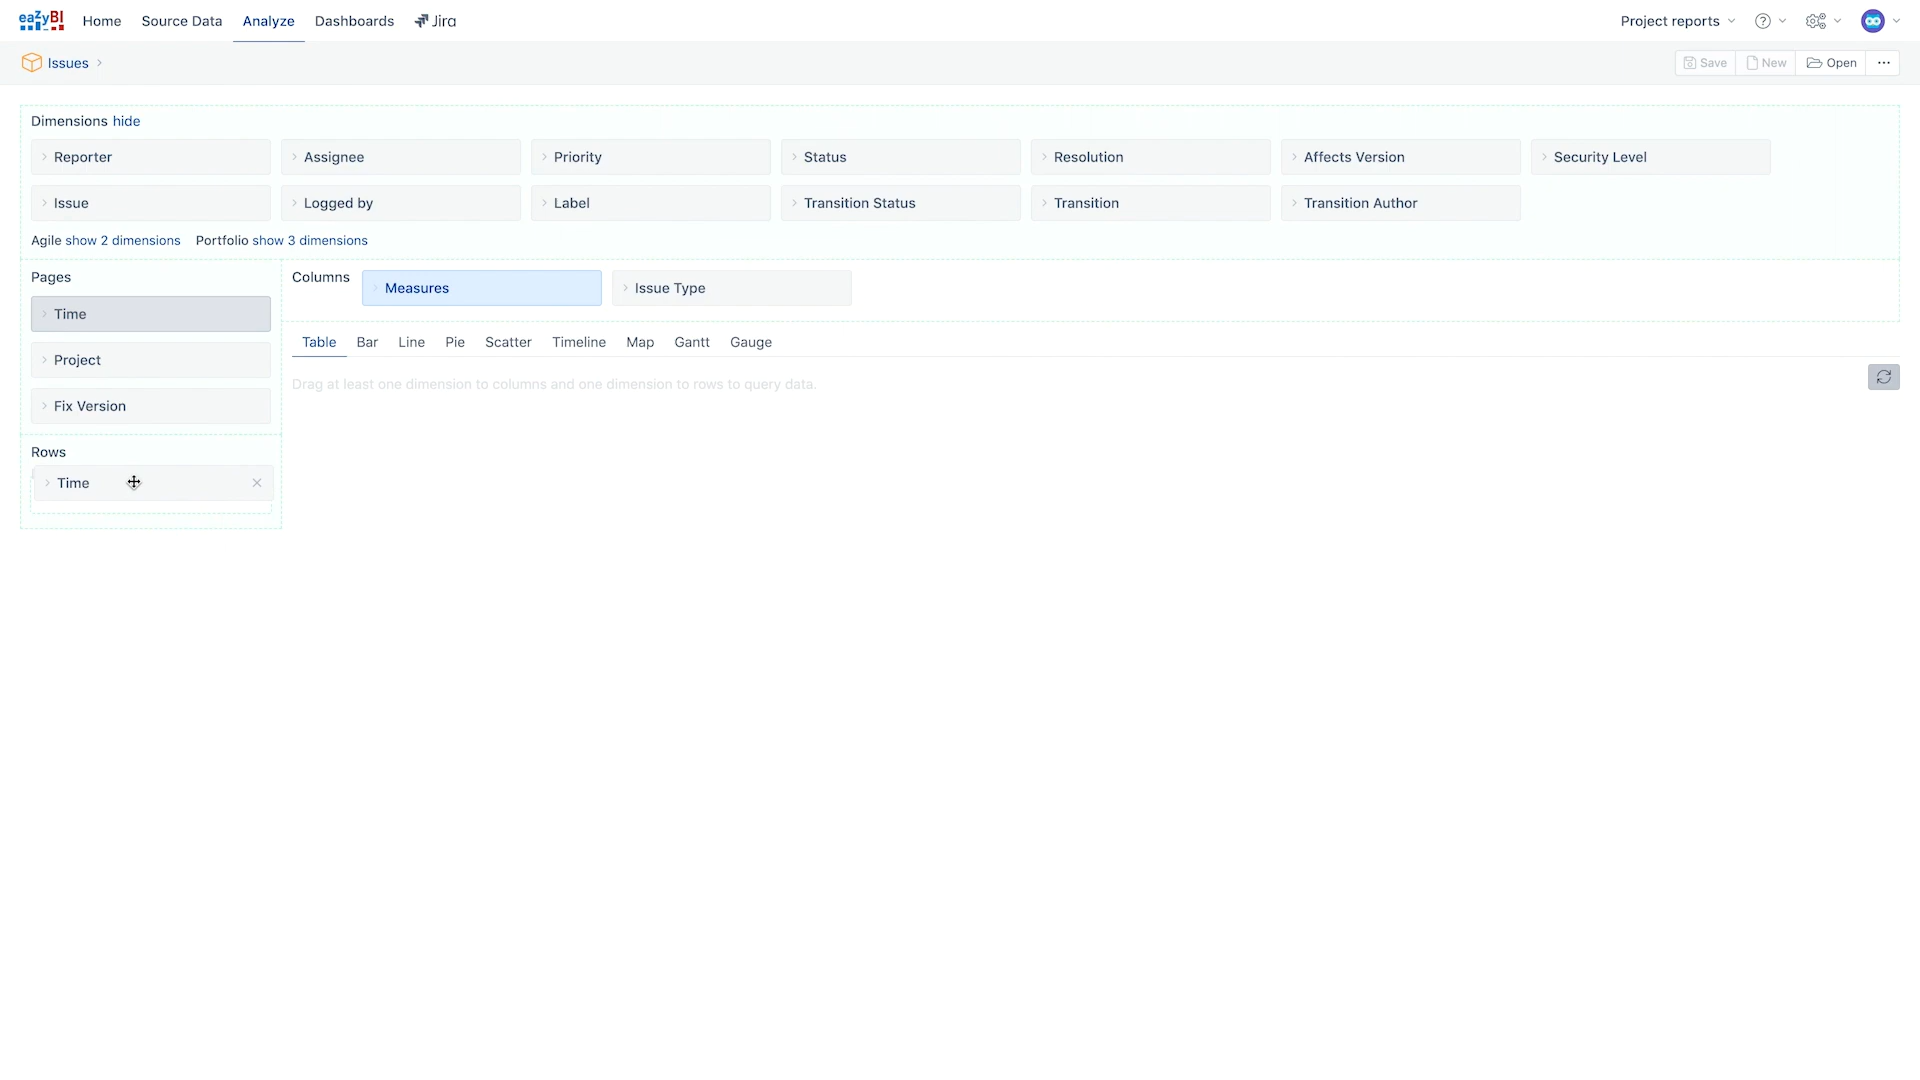 eazyBI Home Source Data Analyze Dashboards Jira Project reports
Issues Save New Open
Dimensions hide
Reporter Assignee Priority Status Resolution Affects Version Security Level
Issue Logged by Label Transition Status Transition Transition Author
Agile show 2 dimensions Portfolio show 3 dimensions
Pages
Columns Measures Issue Type
Time
Table Bar Line Pie Scatter Timeline Map Gantt Gauge
Project
Drag at least one dimension to columns and one dimension to rows to query data.
Fix Version
Rows
Time